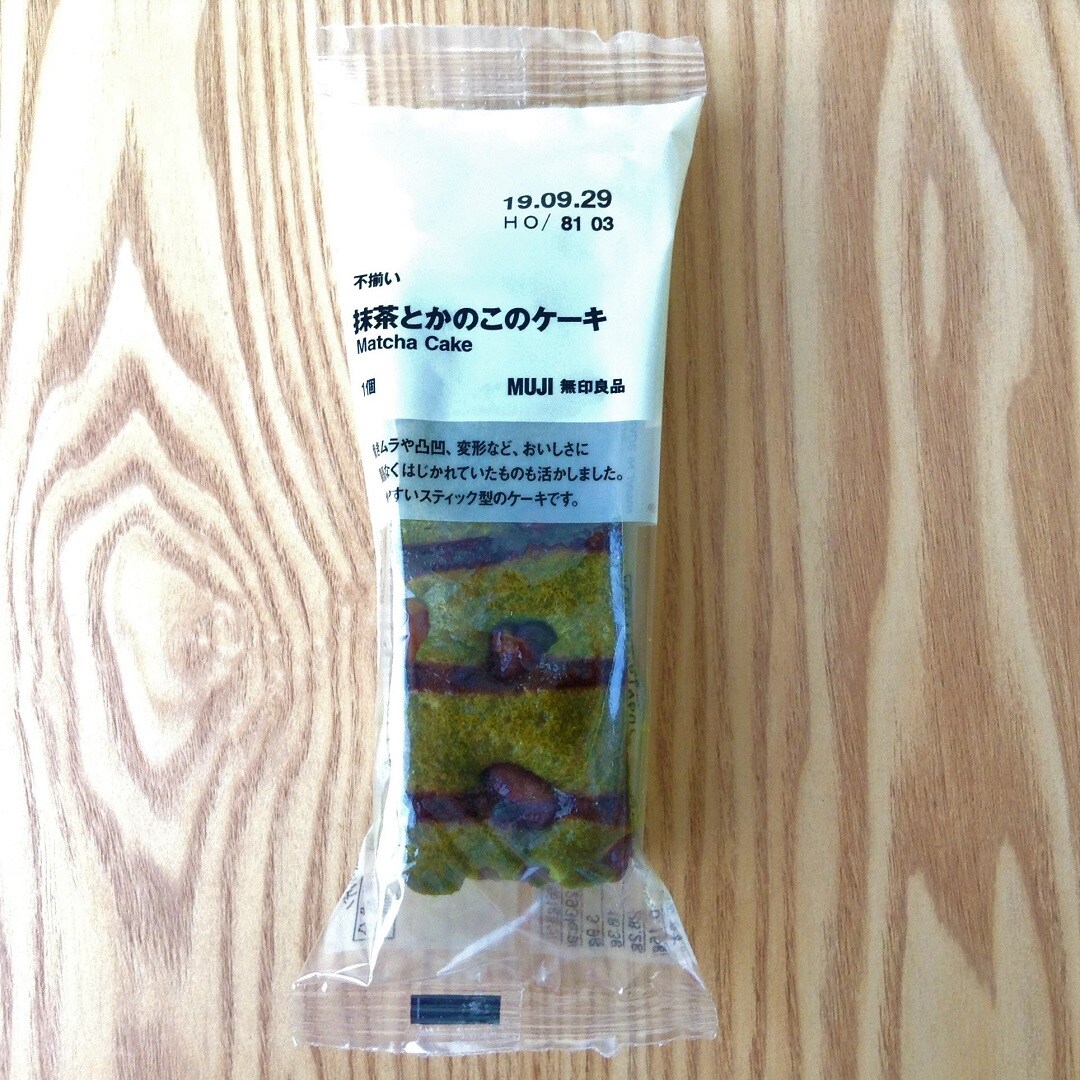 19.09.29
HO/ 81 03
不揃い
抹茶とかのこのケーキ
Matcha Cake
1個
MUJI 無印良品
ムラや凸凹、変形など、おいしさに
なくはじかれていたものも活かしました。
すいスティック型のケーキです。